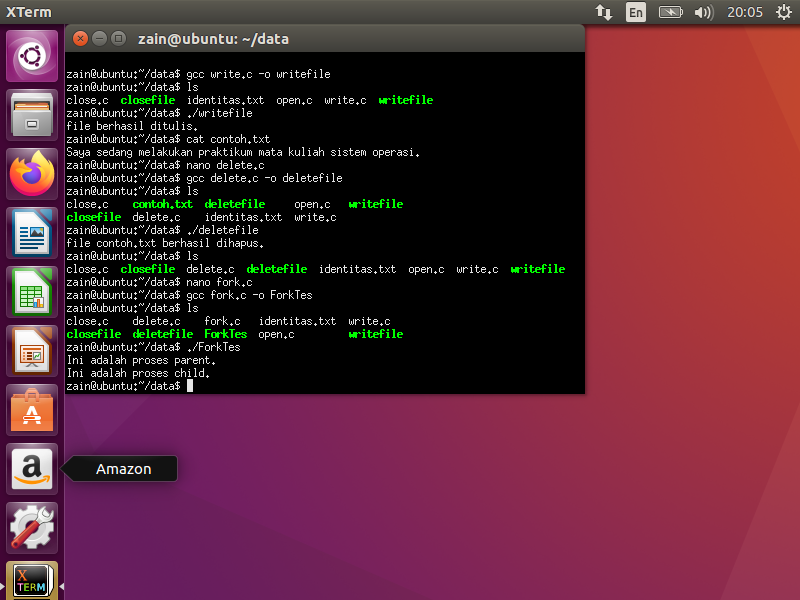 XTerm
En
20:05
zain@ubuntu: ~/data
zain@ubuntu:~/data$ gcc write.c -o writefile
zain@ubuntu:~/data$ ls
close.c closefile identitas.txt open.c write.c writefile
zain@ubuntu:~/data$ ./writefile
file berhasil ditulis.
zain@ubuntu:~/data$ cat contoh.txt
Saya sedang melakukan praktikum mata kuliah sistem operasi.
zain@ubuntu:~/data$ nano delete.c
zain@ubuntu:~/data$ gcc delete.c -o deletefile
zain@ubuntu:~/data$ ls
close.c contoh.txt deletefile open.c writefile
closefile delete.c identitas.txt write.c
zain@ubuntu:~/data$ ./deletefile
file contoh.txt berhasil dihapus.
zain@ubuntu:~/data$ ls
close.c closefile delete.c deletefile identitas.txt open.c write.c writefile
zain@ubuntu:~/data$ nano fork.c
zain@ubuntu:~/data$ gcc fork.c -o ForkTes
zain@ubuntu:~/data$ ls
close.c delete.c fork.c identitas.txt write.c
closefile deletefile ForkTes open.c writefile
zain@ubuntu:~/data$ ./ForkTes
Ini adalah proses parent.
Ini adalah proses child.
zain@ubuntu:~/data$
Amazon
X
TERM